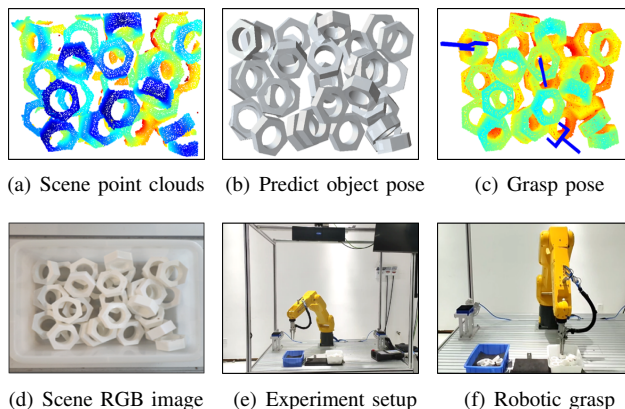 (a) Scene point clouds
(b) Predict object pose
(c) Grasp pose
(d) Scene RGB image
(e) Experiment setup
(f) Robotic grasp